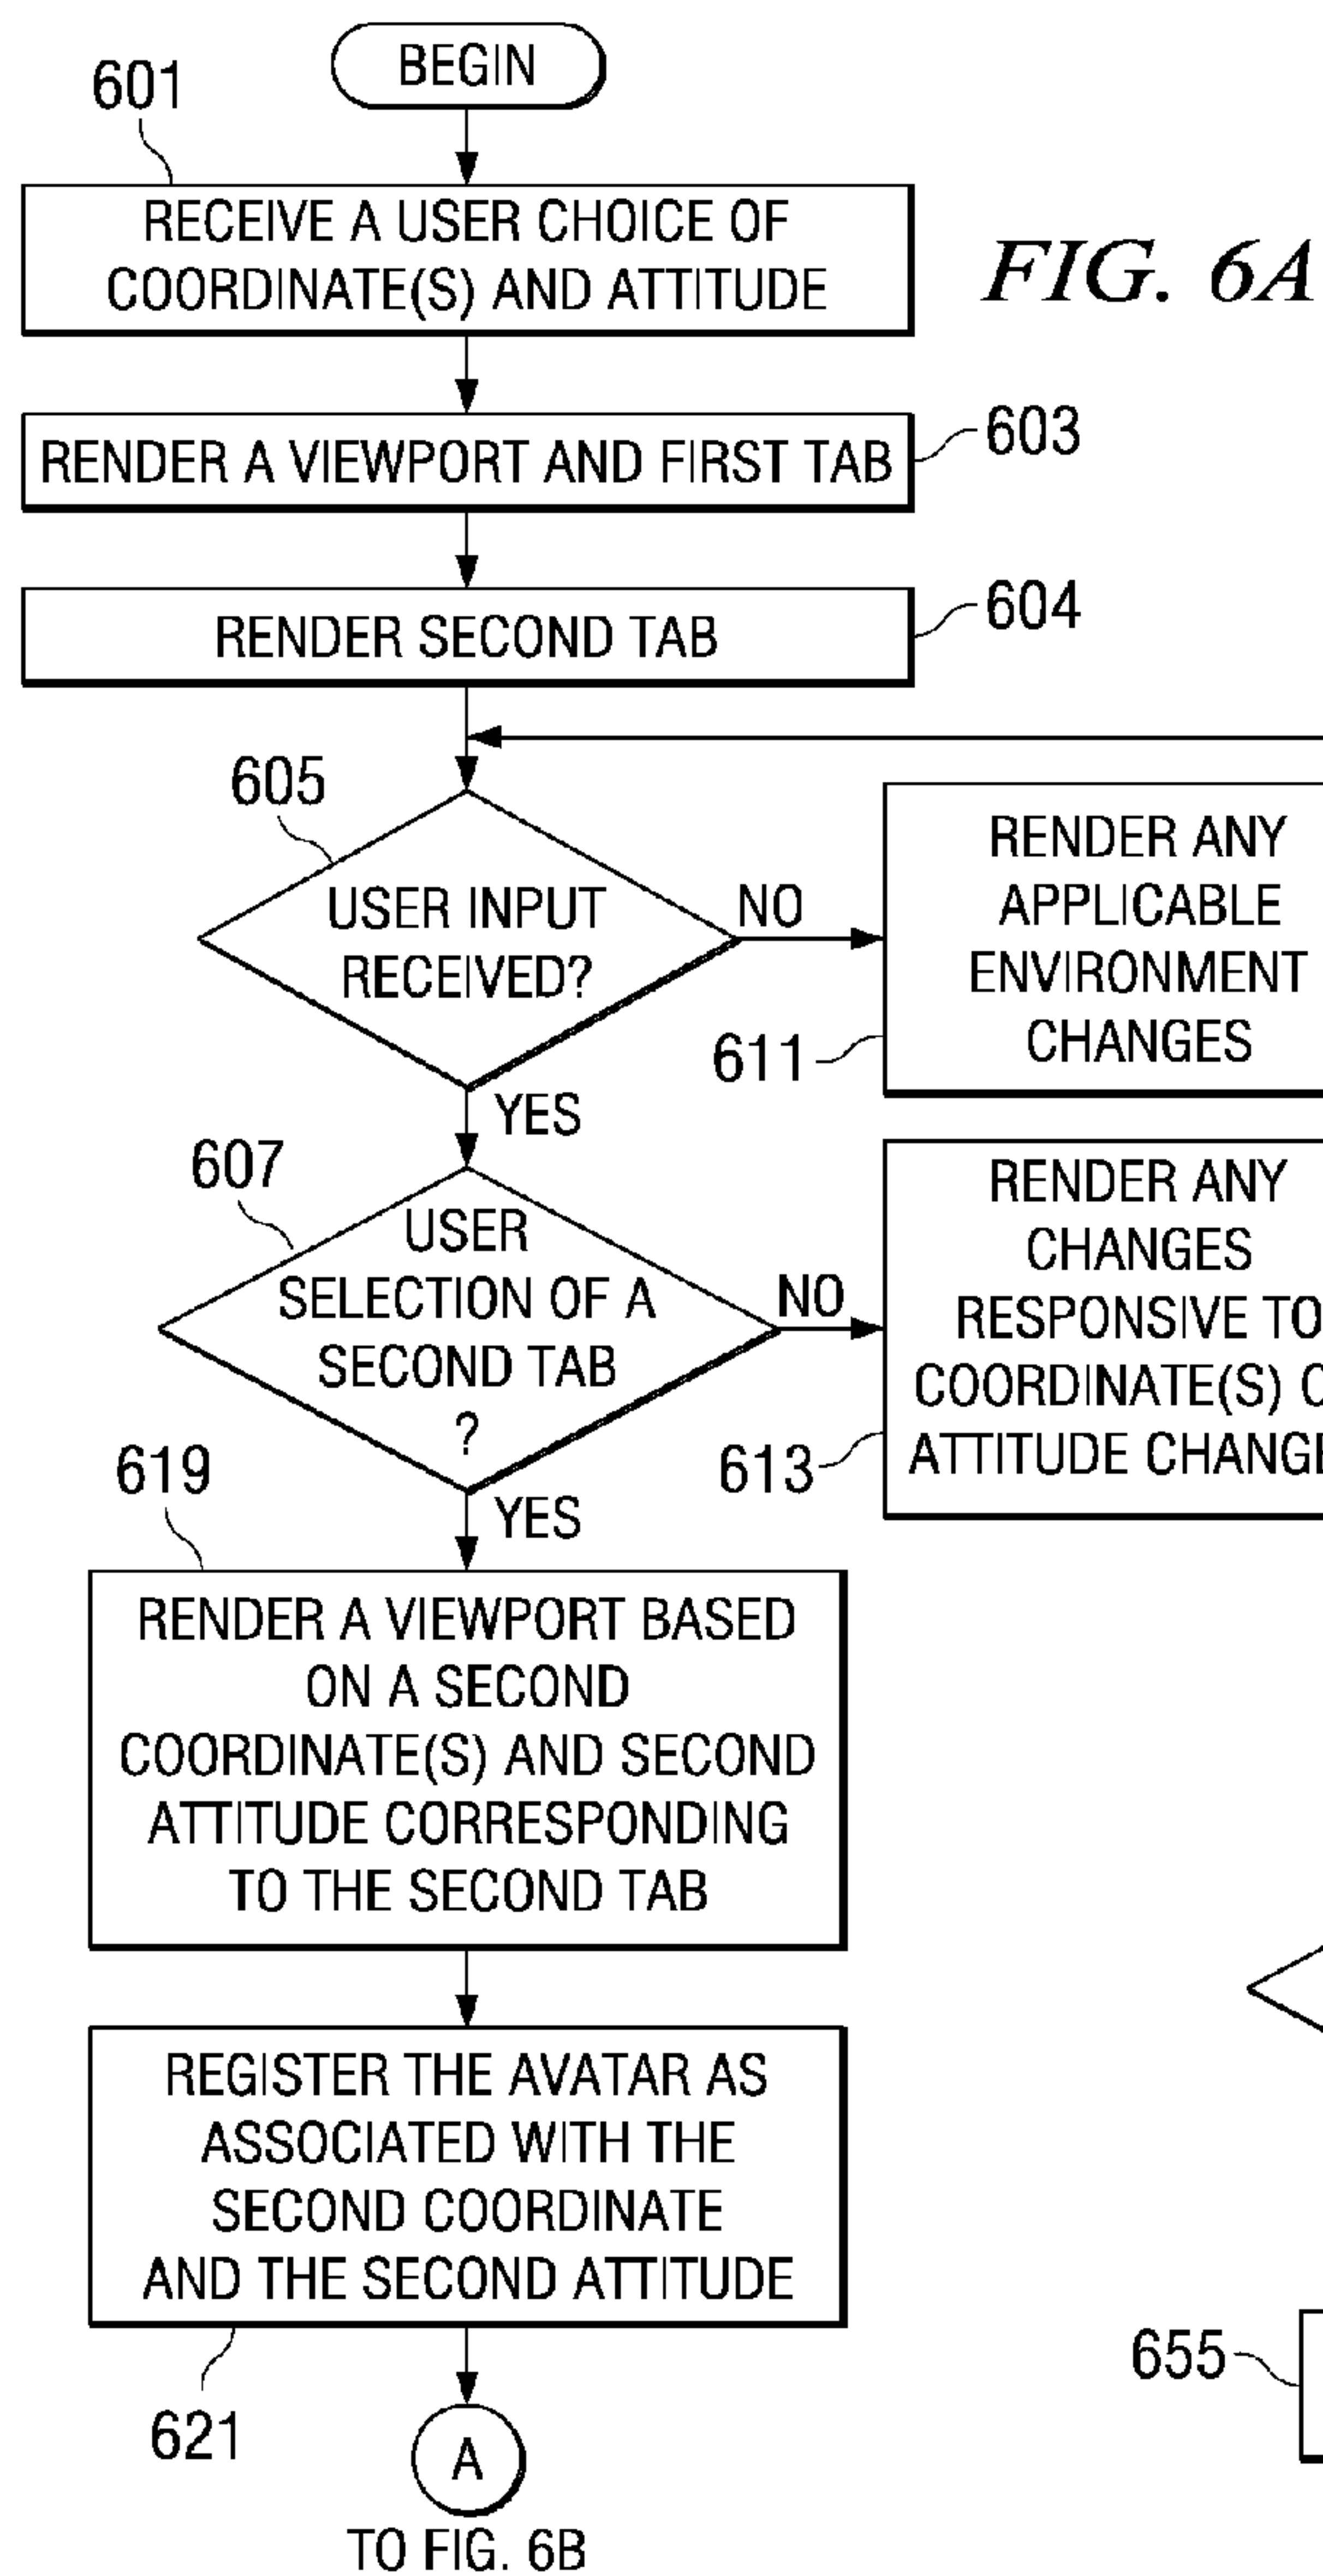 BEGIN
601
RECEIVE A USER CHOICE OF
COORDINATE(S) AND ATTITUDE
FIG. 6A
RENDER A VIEWPORT AND FIRST TAB
603
RENDER SECOND TAB
604
605
USER INPUT
RECEIVED?
NO
YES
RENDER ANY
APPLICABLE
ENVIRONMENT
CHANGES
611
607
USER
SELECTION OF A
SECOND TAB
?
NO
YES
RENDER ANY
CHANGES
RESPONSIVE TO
COORDINATE(S)
ATTITUDE
613
619
RENDER A VIEWPORT BASED
ON A SECOND
COORDINATE(S) AND SECOND
ATTITUDE CORRESPONDING
TO THE SECOND TAB
REGISTER THE AVATAR AS
ASSOCIATED WITH THE
SECOND COORDINATE
AND THE SECOND ATTITUDE
621
655
A
TO FIG. 6B